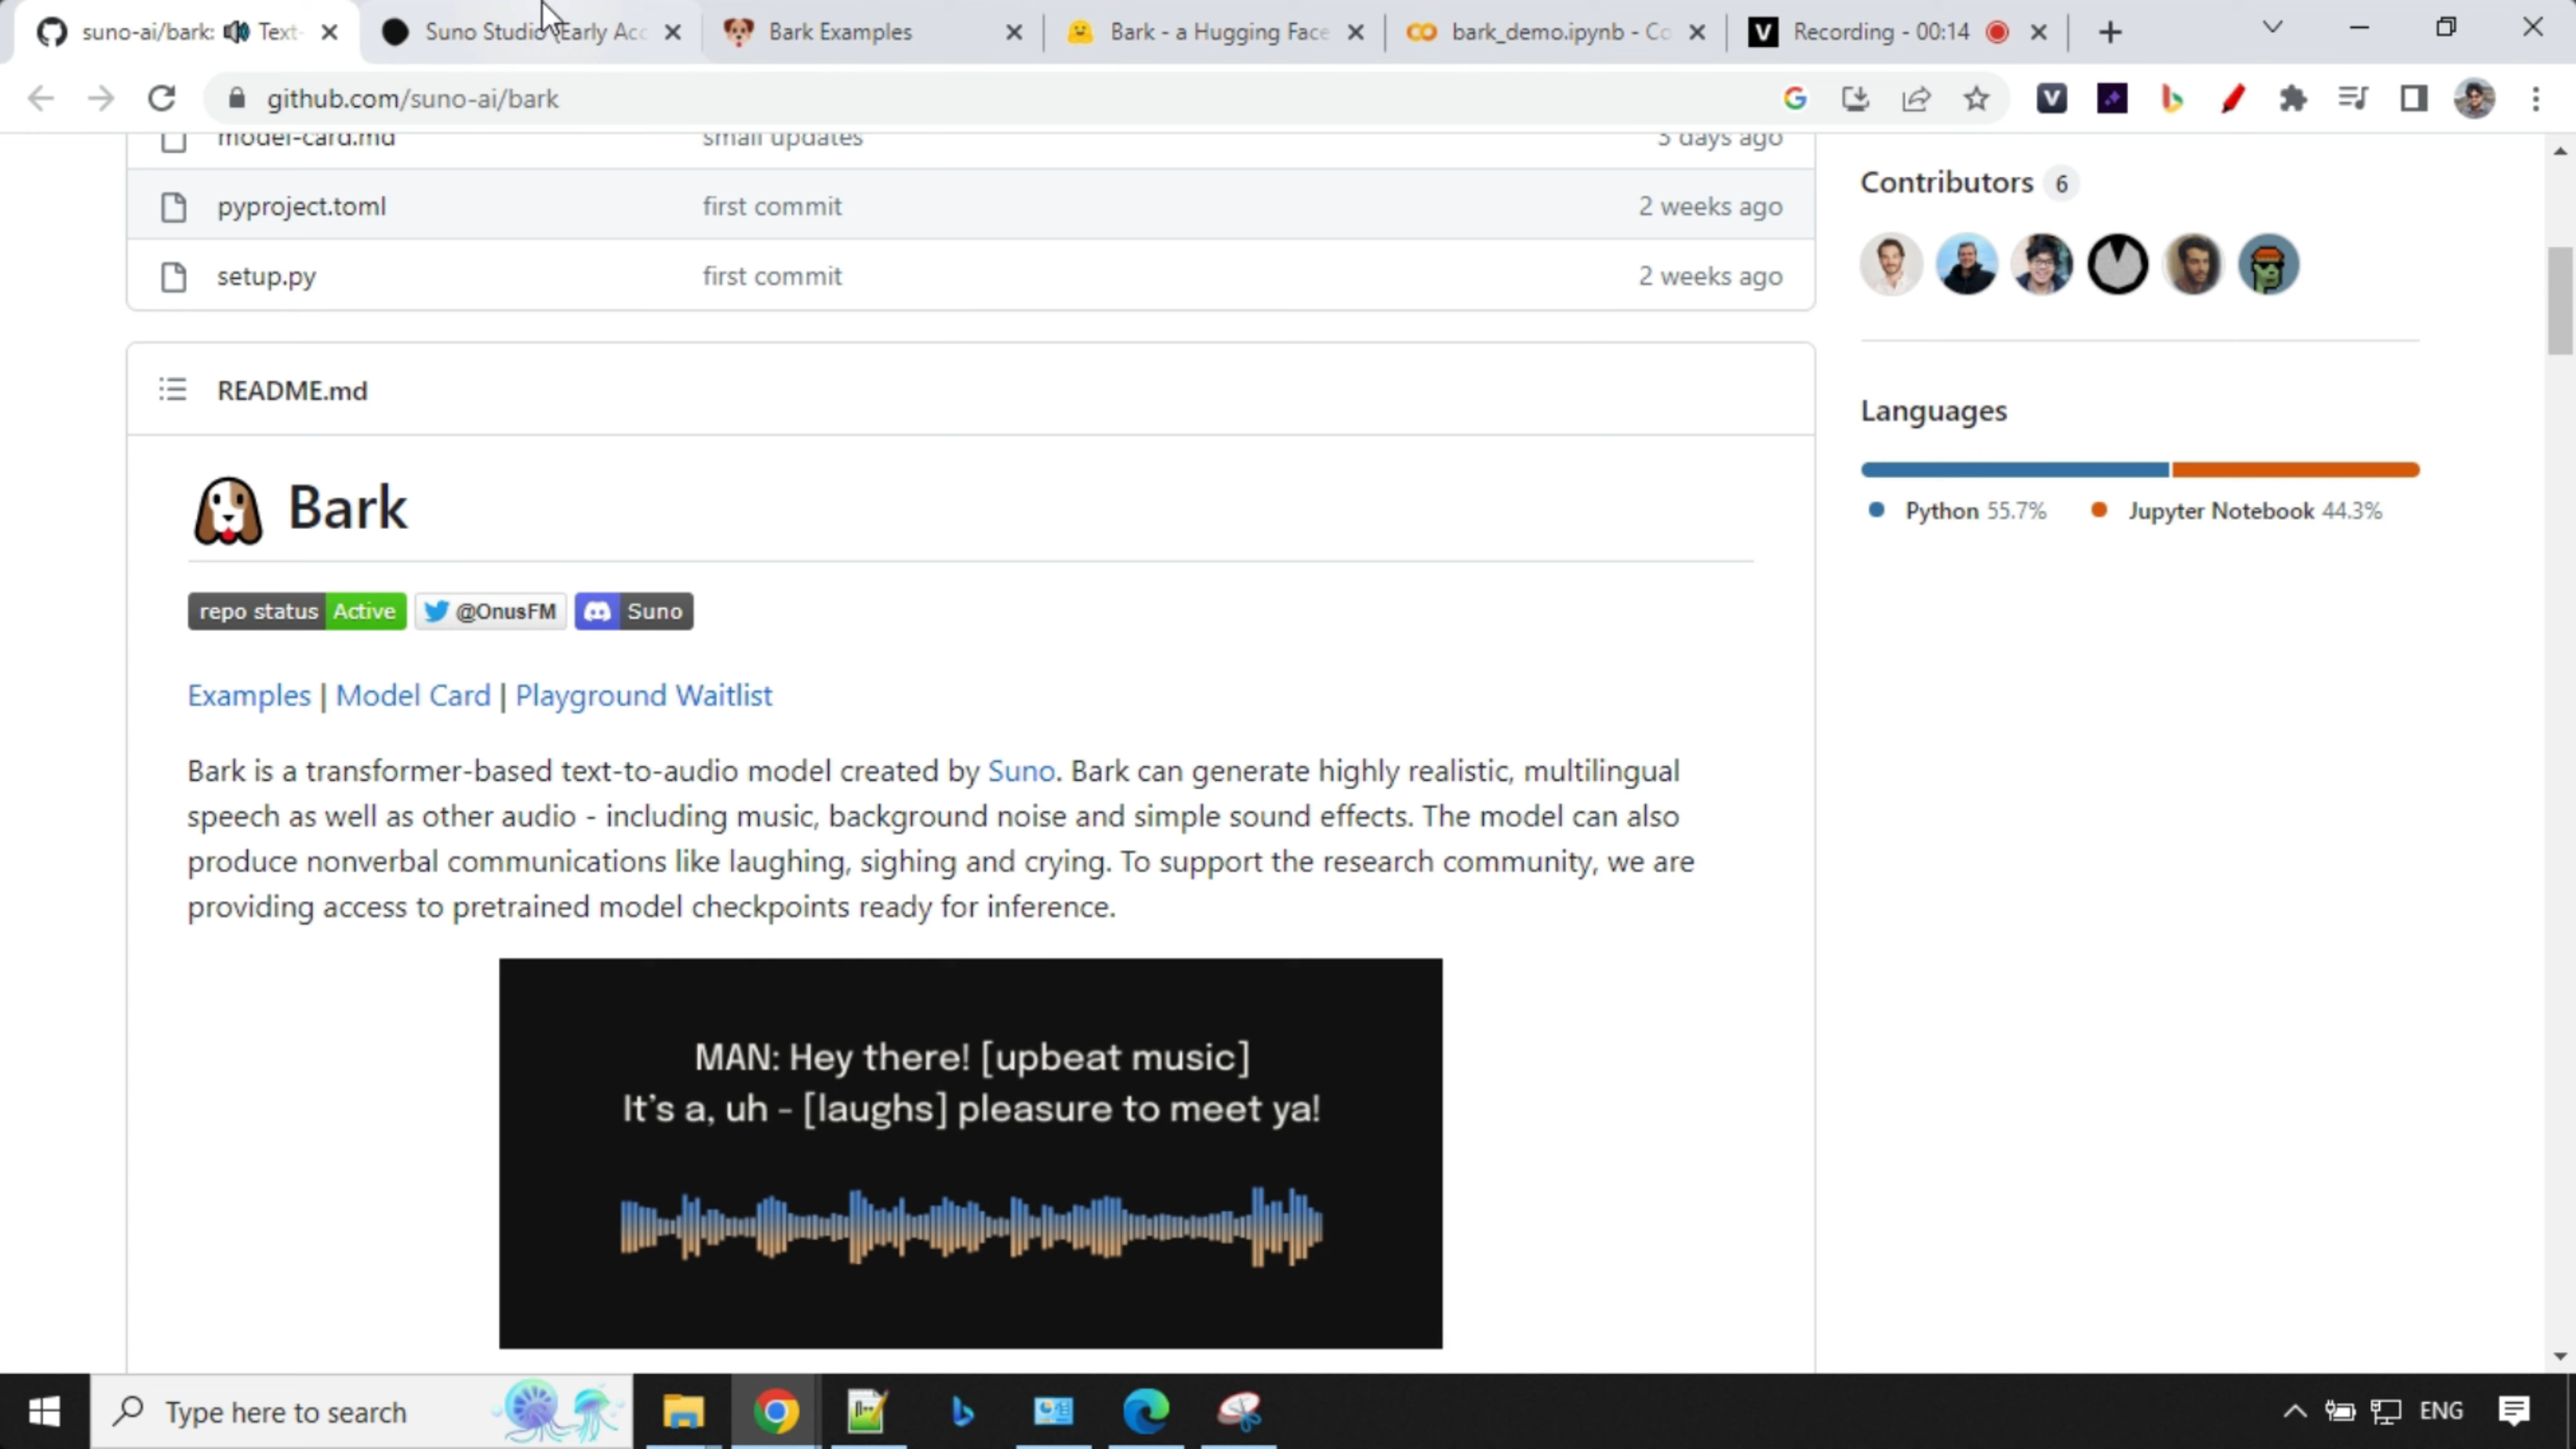 suno-ai/bark: 🔊 Text-
Suno Studio (Early Acc
Bark Examples
Bark - a Hugging Face
bark_demo.ipynb - Co
Recording - 00:14
github.com/suno-ai/bark
model-card.md small updates 3 days ago
pyproject.toml first commit 2 weeks ago
setup.py first commit 2 weeks ago
Contributors 6
Languages
Python 55.7% Jupyter Notebook 44.3%
README.md
Bark
repo status Active @OnusFM Suno
Examples | Model Card | Playground Waitlist
Bark is a transformer-based text-to-audio model created by Suno. Bark can generate highly realistic, multilingual
speech as well as other audio - including music, background noise and simple sound effects. The model can also
produce nonverbal communications like laughing, sighing and crying. To support the research community, we are
providing access to pretrained model checkpoints ready for inference.
MAN: Hey there! [upbeat music]
It's a, uh - [laughs] pleasure to meet ya!
Type here to search
ENG